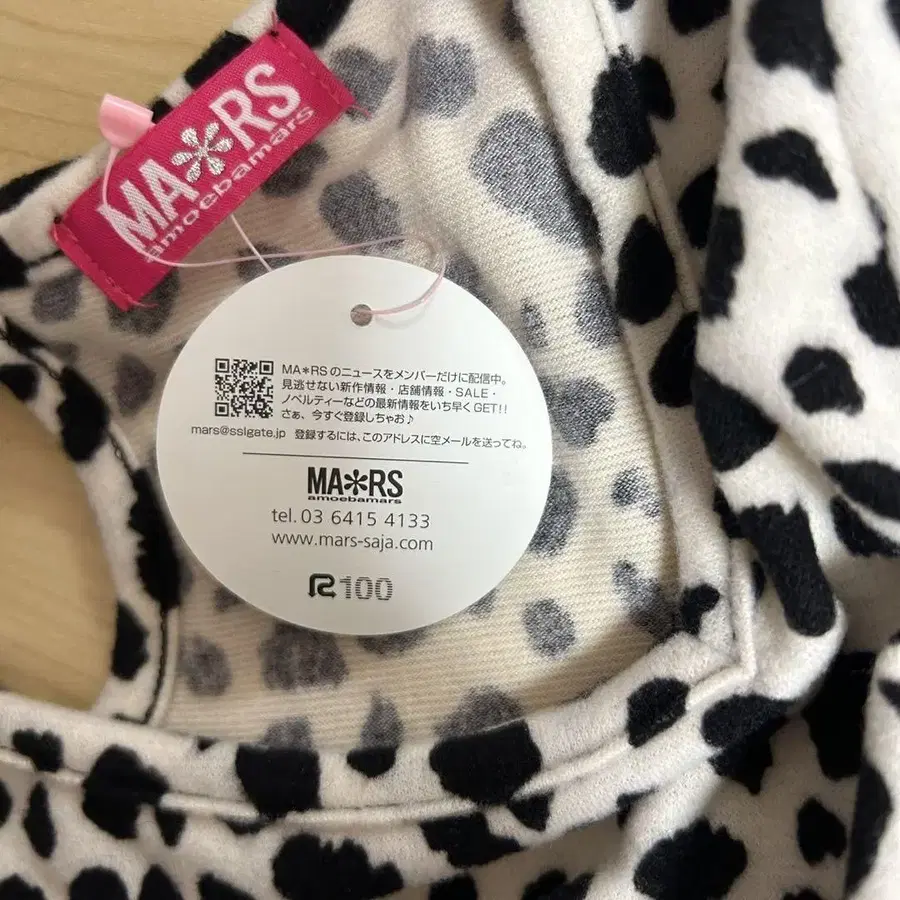 MA*RS
amoebamars
MA*RS のニュースをメンバーだけに配信中。
見逃せない新作情報・店舗情報・SALE・
ノベルティーなどの最新情報をいち早く GET!!
さぁ、今すぐ登録しちゃお♪
mars@sslgate.jp 登録するには、このアドレスに空メールを送ってね。
MA*RS
amoebamars
tel. 03 6415 4133
www.mars-saja.com
R100